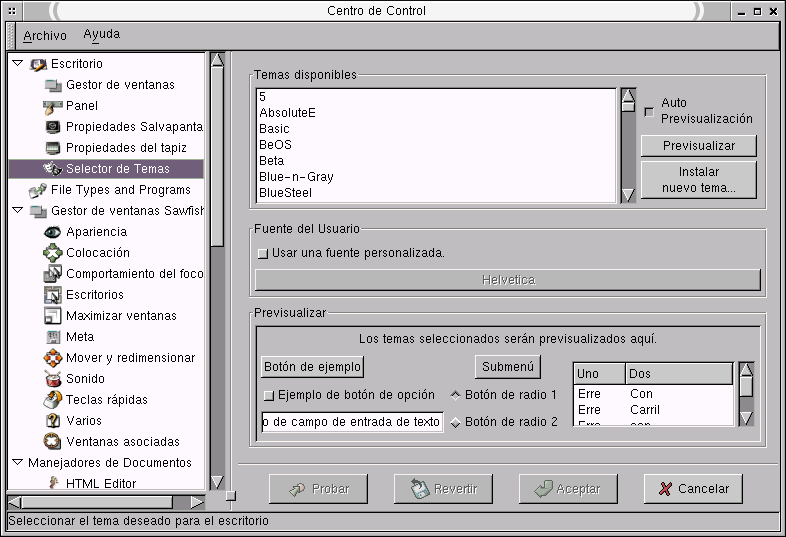 Centro de Control
Archivo Ayuda
Escritorio
Gestor de ventanas
Panel
Propiedades Salvapanta
Propiedades del tapiz
Selector de Temas
File Types and Programs
Gestor de ventanas Sawfish
Apariencia
Colocación
Comportamiento del foco
Escritorios
Maximizar ventanas
Meta
Mover y redimensionar
Sonido
Teclas rápidas
Varios
Ventanas asociadas
Manejadores de Documentos
HTML Editor
Temas disponibles
5
AbsoluteE
Basic
BeOS
Beta
Blue-n-Gray
BlueSteel
Auto
Previsualización
Previsualizar
Instalar
nuevo tema...
Fuente del Usuario
Usar una fuente personalizada.
Helvetica
Previsualizar
Los temas seleccionados serán previsualizados aquí.
Botón de ejemplo
Submenú
Ejemplo de botón de opción
Botón de radio 1
o de campo de entrada de texto
Botón de radio 2
Uno Dos
Erre Con
Erre Carril
Erre con
Probar
Revertir
Aceptar
Cancelar
Seleccionar el tema deseado para el escritorio